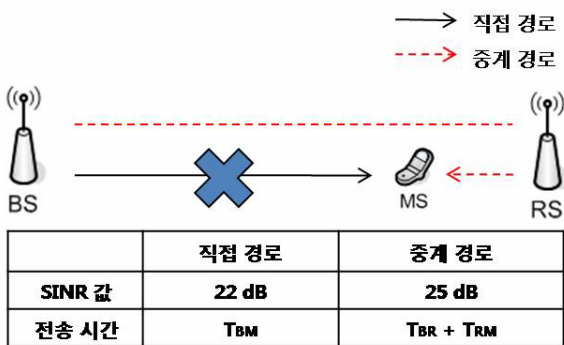 직접 경로
중계 경로
BS
MS
RS
직접 경로 중계 경로
SINR 값 22 dB 25 dB
전송 시간 TBM TBR + TRM